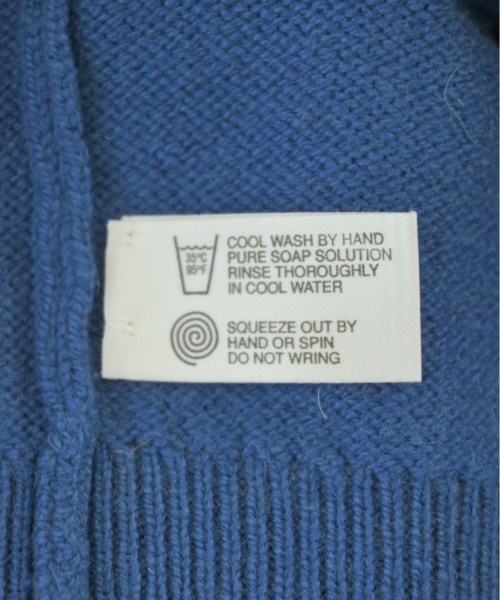 35°C
95°F
COOL WASH BY HAND
PURE SOAP SOLUTION
RINSE THOROUGHLY
IN COOL WATER
SQUEEZE OUT BY
HAND OR SPIN
DO NOT WRING